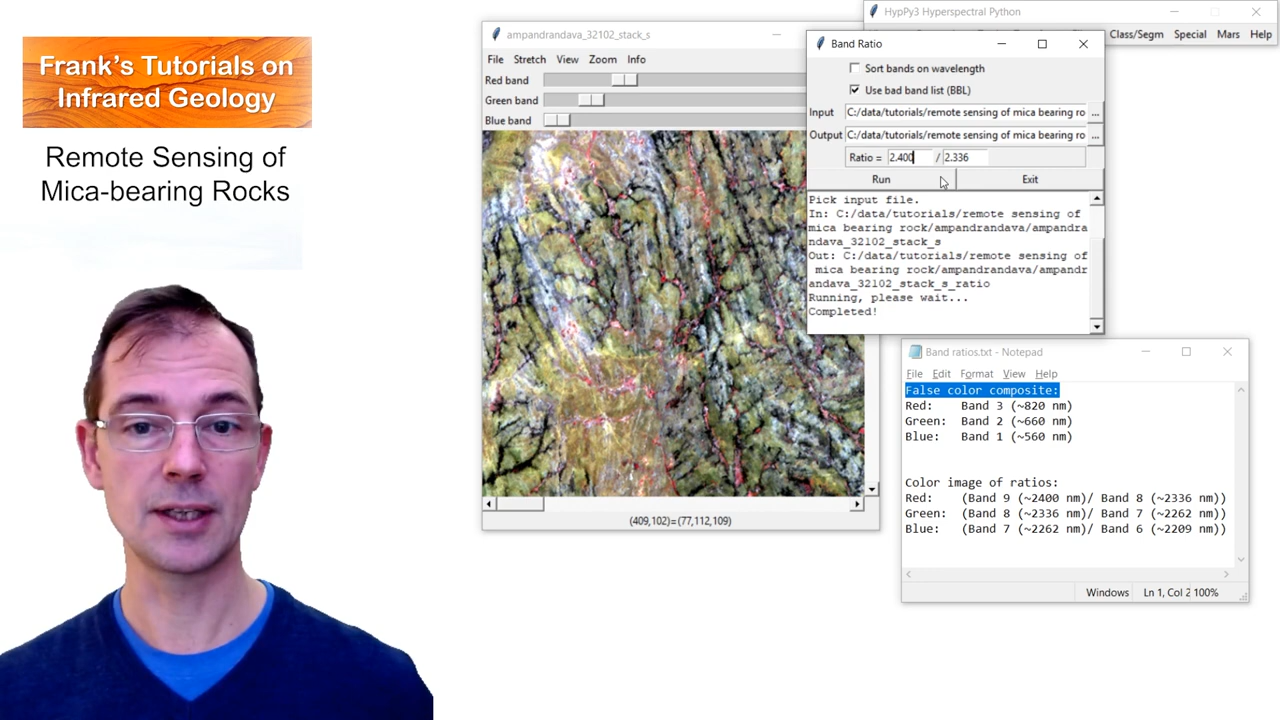 Frank's Tutorials on
Infrared Geology
Remote Sensing of
Mica-bearing Rocks
ampandrandava_32102_stack_s
File Stretch View Zoom Info
Red band
Green band
Blue band
(409,102)=(77,112,109)
HypPy3 Hyperspectral Python
Class/Segm Special Mars Help
Band Ratio
Sort bands on wavelength
Use bad band list (BBL)
Input C:/data/tutorials/remote sensing of mica bearing ro ...
Output C:/data/tutorials/remote sensing of mica bearing ro ...
Ratio = 2.400 / 2.336
Run Exit
Pick input file.
In: C:/data/tutorials/remote sensing of
mica bearing rock/ampandrandava/ampandra
ndava_32102_stack_s
Out: C:/data/tutorials/remote sensing of
mica bearing rock/ampandrandava/ampandr
andava_32102_stack_s_ratio
Running, please wait...
Completed!
Band ratios.txt - Notepad
File Edit Format View Help
False color composite:
Red: Band 3 (~820 nm)
Green: Band 2 (~660 nm)
Blue: Band 1 (~560 nm)
Color image of ratios:
Red: (Band 9 (~2400 nm)/ Band 8 (~2336 nm))
Green: (Band 8 (~2336 nm)/ Band 7 (~2262 nm))
Blue: (Band 7 (~2262 nm)/ Band 6 (~2209 nm))
Windows Ln 1, Col 2 100%